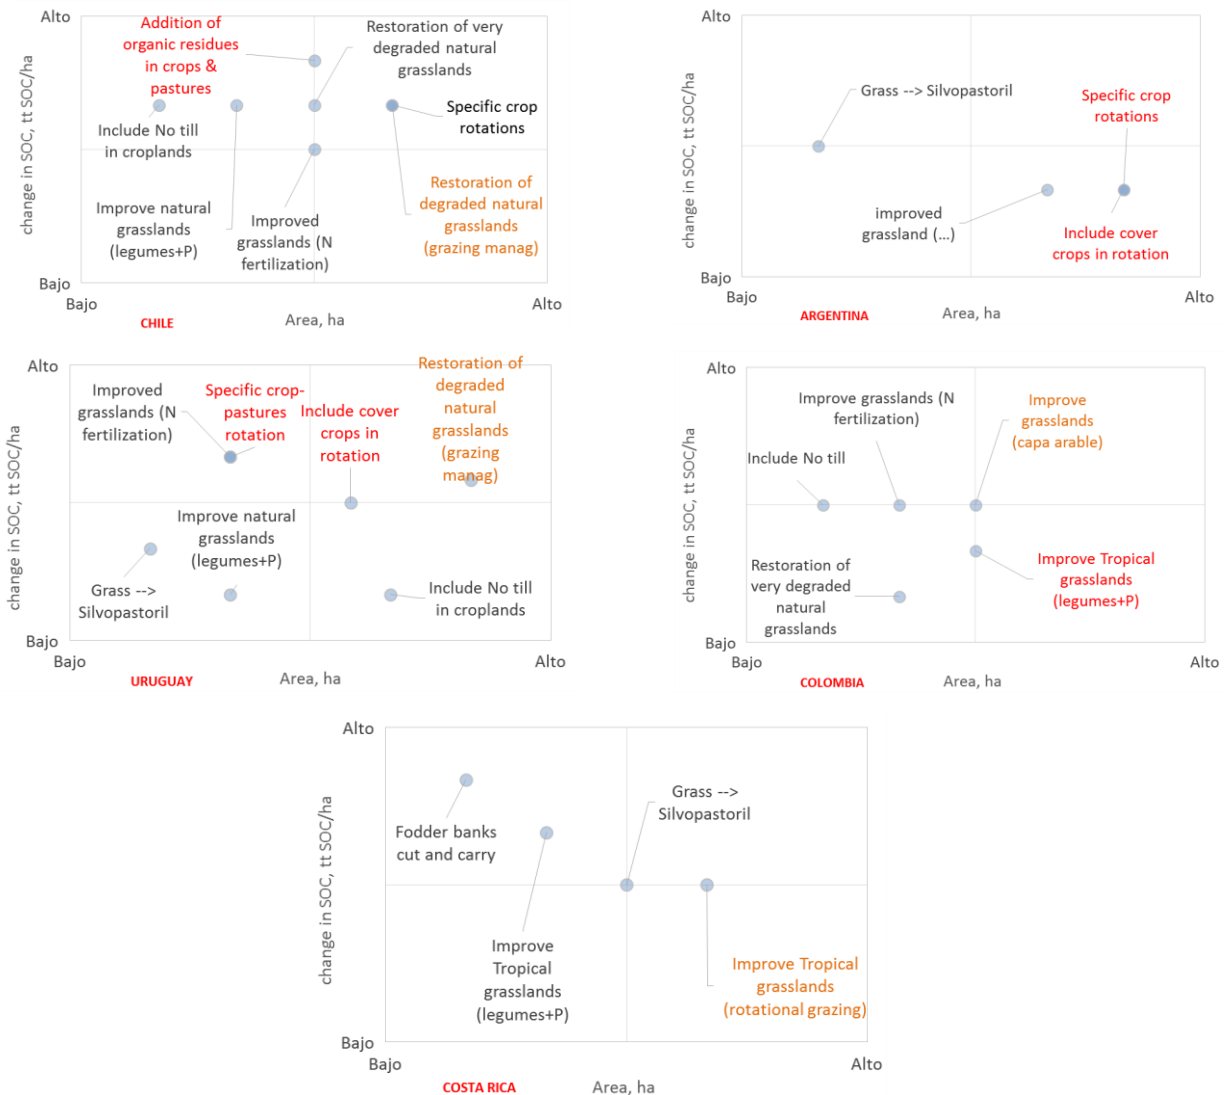 Alto
Addition of
organic residues
in crops &
pastures
Restoration of very
degraded natural
grasslands
change in SOC, tt SOC/ha
Include No till
in croplands
Specific crop
rotations
Improve natural
grasslands
(legumes+P)
Improved
grasslands (N
fertilization)
Restoration of
degraded natural
grasslands
(grazing manag)
Bajo
Bajo
Alto
CHILE
Area, ha
Alto
change in SOC, tt SOC/ha
Grass --> Silvopastoril
Specific crop
rotations
improved
grassland (...)
Include cover
crops in rotation
Bajo
Bajo
Alto
ARGENTINA
Area, ha
Alto
change in SOC, tt SOC/ha
Improved
grasslands (N
fertilization)
Specific crop-
pastures
rotation
Include cover
crops in
rotation
Restoration of
degraded
natural
grasslands
(grazing
manag)
Improve natural
grasslands
(legumes+P)
Grass -->
Silvopastoril
Include No till
in croplands
Bajo
Bajo
Alto
URUGUAY
Area, ha
Alto
change in SOC, tt SOC/ha
Improve grasslands (N
fertilization)
Improve
grasslands
(capa arable)
Include No till
Restoration of
very degraded
natural
grasslands
Improve Tropical
grasslands
(legumes+P)
Bajo
Bajo
Alto
COLOMBIA
Area, ha
Alto
change in SOC, tt SOC/ha
Fodder banks
cut and carry
Grass -->
Silvopastoril
Improve
Tropical
grasslands
(legumes+P)
Improve Tropical
grasslands
(rotational grazing)
Bajo
Bajo
Alto
COSTA RICA
Area, ha